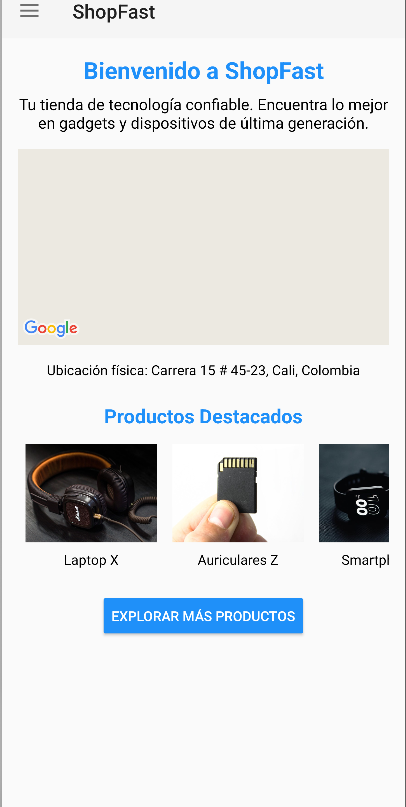 ShopFast
Bienvenido a ShopFast
Tu tienda de tecnología confiable. Encuentra lo mejor
en gadgets y dispositivos de última generación.
Google
Ubicación física: Carrera 15 # 45-23, Cali, Colombia
Productos Destacados
Laptop X
Auriculares Z
Smartpl
EXPLORAR MÁS PRODUCTOS